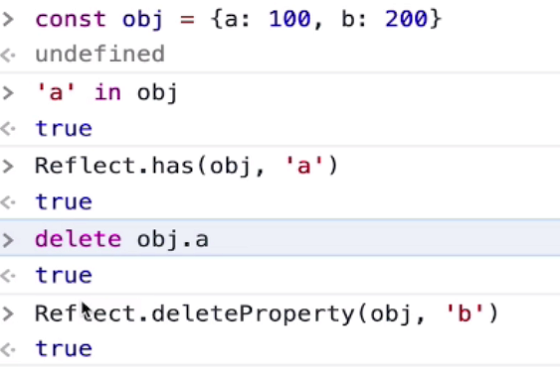 > const obj = {a: 100, b: 200}
<· undefined
> 'a' in obj
<· true
> Reflect.has(obj, 'a')
<· true
> delete obj.a
<· true
> Reflect.deleteProperty(obj, 'b')
<· true